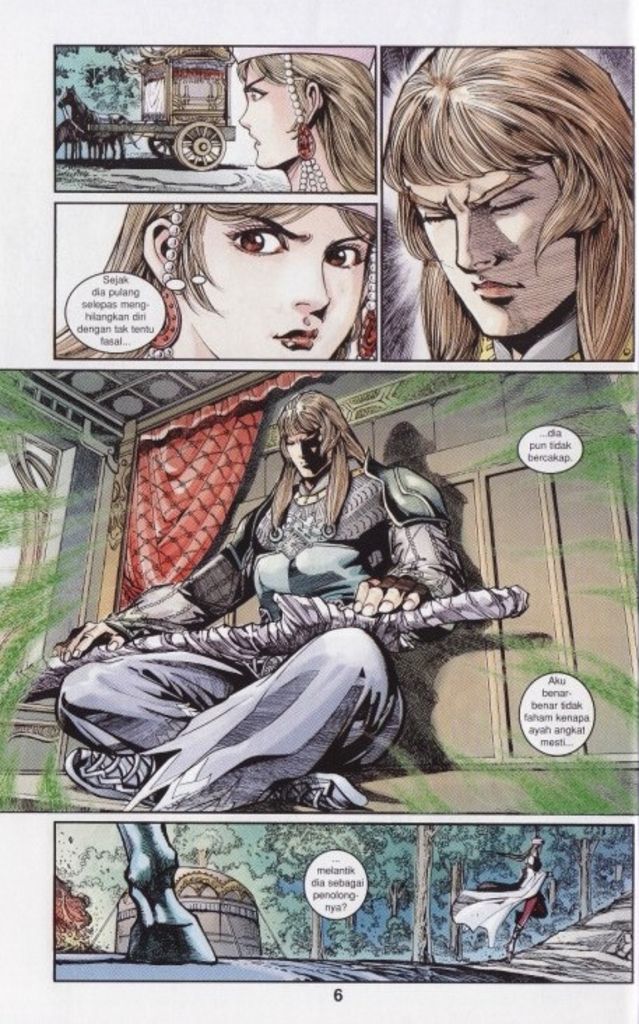 Sejak
dia pulang
selepas meng-
hilangkan diri
dengan tak tentu
fasal...
...dia
pun tidak
bercakap.
Aku
benar-
benar tidak
faham kenapa
ayah angkat
mesti...
...
melantik
dia sebagai
penolong-
nya?
6